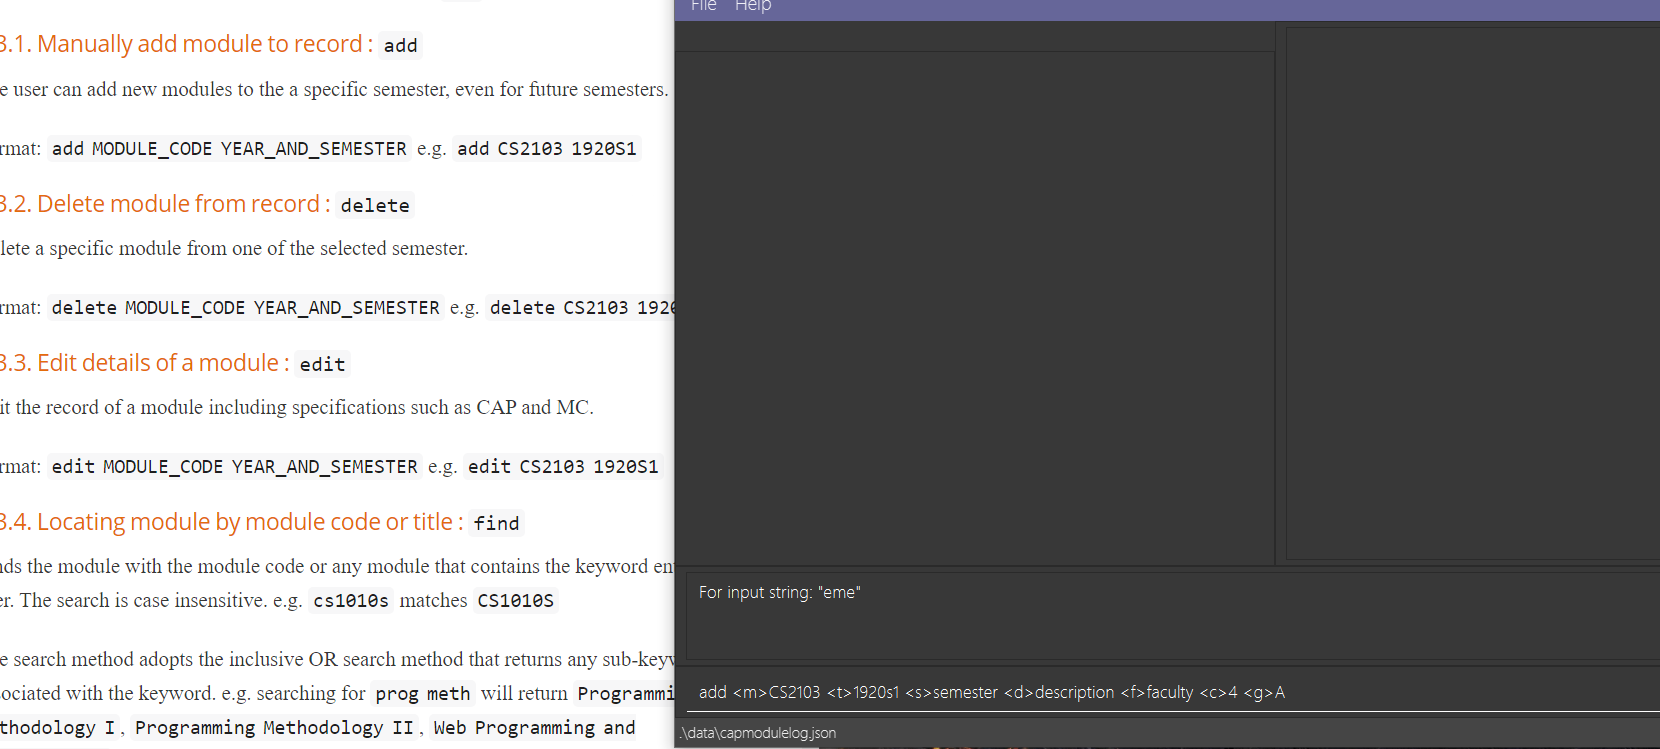 3.1. Manually add module to record : add
e user can add new modules to the a specific semester, even for future semesters.
rmat: add MODULE_CODE YEAR_AND_SEMESTER e.g. add CS2103 1920S1
3.2. Delete module from record : delete
lete a specific module from one of the selected semester.
rmat: delete MODULE_CODE YEAR_AND_SEMESTER e.g. delete CS2103 1920
3.3. Edit details of a module : edit
it the record of a module including specifications such as CAP and MC.
rmat: edit MODULE_CODE YEAR_AND_SEMESTER e.g. edit CS2103 1920S1
3.4. Locating module by module code or title : find
nds the module with the module code or any module that contains the keyword en
er. The search is case insensitive. e.g. cs1010s matches CS1010S
e search method adopts the inclusive OR search method that returns any sub-keyw
ociated with the keyword. e.g. searching for prog meth will return Programmi
thodology I, Programming Methodology II, Web Programming and
File Help
For input string: "eme"
add <m>CS2103 <t>1920s1 <s>semester <d>description <f>faculty <c>4 <g>A
.\data\capmodulelog.json